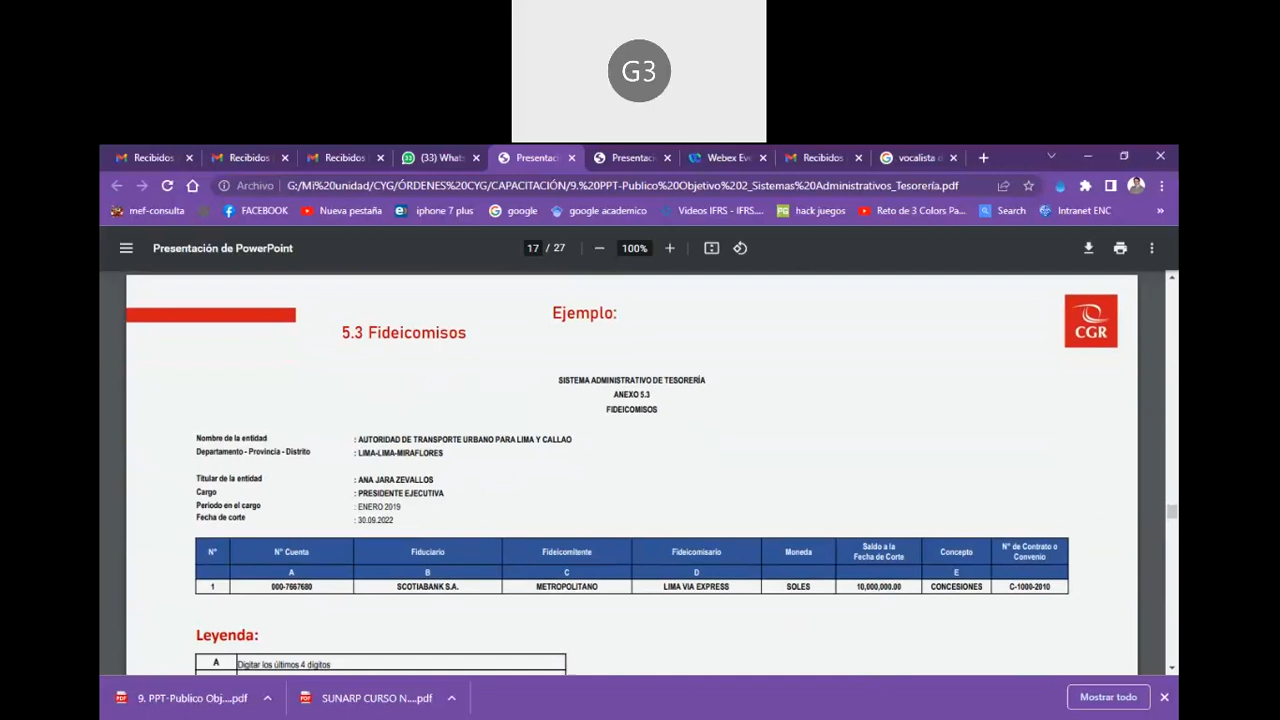 G3
Recibidos
Recibidos
Recibidos
(33) Whats
Presentaci
Presentaci
Webex Eve
Recibidos
vocalista d
Archivo G:/Mi%20unidad/CYG/ÓRDENES%20CYG/CAPACITACIÓN/9.%20PPT-Publico%20Objetivo%202_Sistemas%20Administrativos_Tesorería.pdf
mef-consulta
FACEBOOK
Nueva pestaña
iphone 7 plus
google
google academico
Videos IFRS - IFRS....
hack juegos
Reto de 3 Colors Pa...
Search
Intranet ENC
»
Presentación de PowerPoint
17 / 27
100%
Ejemplo:
5.3 Fideicomisos
CGR
SISTEMA ADMINISTRATIVO DE TESORERÍA
ANEXO 5.3
FIDEICOMISOS
Nombre de la entidad : AUTORIDAD DE TRANSPORTE URBANO PARA LIMA Y CALLAO
Departamento - Provincia - Distrito : LIMA-LIMA-MIRAFLORES
Titular de la entidad : ANA JARA ZEVALLOS
Cargo : PRESIDENTE EJECUTIVA
Periodo en el cargo : ENERO 2019
Fecha de corte : 30.09.2022
N° N° Cuenta Fiduciario Fideicomitente Fideicomisario Moneda Saldo a la Fecha de Corte Concepto N° de Contrato o Convenio
A B C D E
1 000-7667680 SCOTIABANK S.A. METROPOLITANO LIMA VIA EXPRESS SOLES 10,000,000.00 CONCESIONES C-1000-2010
Leyenda:
A Digitar los últimos 4 dígitos
9. PPT-Publico Obj....pdf
SUNARP CURSO N....pdf
Mostrar todo